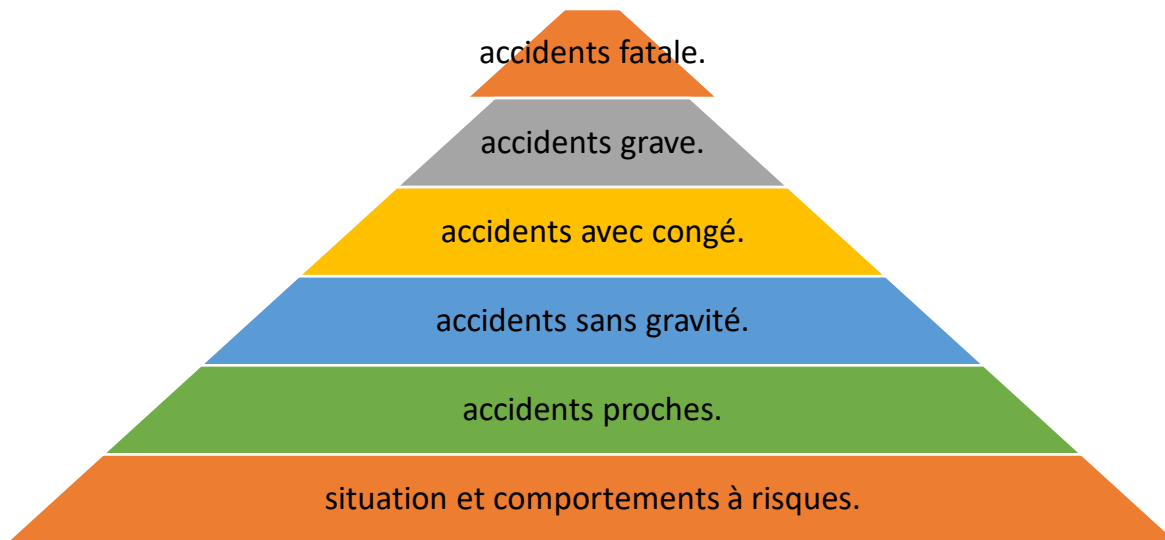 accidents fatale.
accidents grave.
accidents avec congé.
accidents sans gravité.
accidents proches.
situation et comportements à risques.